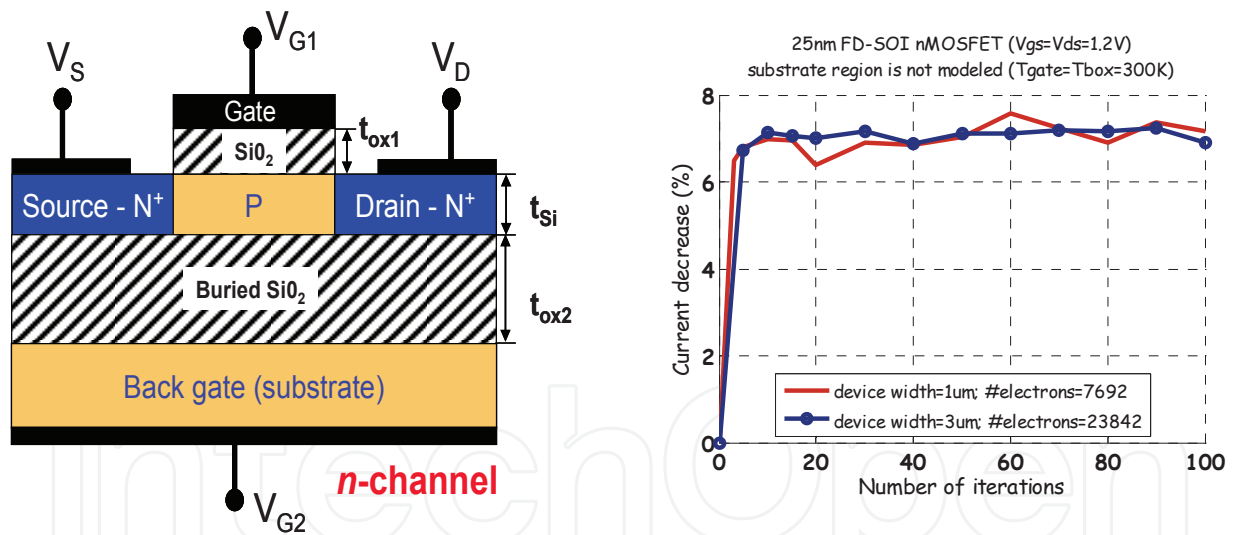 V_G1
V_S
V_D
Gate
t_ox1
Si0_2
Source - N^+
P
Drain - N^+
t_Si
Buried Si0_2
t_ox2
Back gate (substrate)
n-channel
V_G2
25nm FD-SOI nMOSFET (Vgs=Vds=1.2V)
substrate region is not modeled (Tgate=Tbox=300K)
Current decrease (%)
8
6
4
2
0
device width=1um; #electrons=7692
device width=3um; #electrons=23842
0 20 40 60 80 100
Number of iterations
IntechOpen